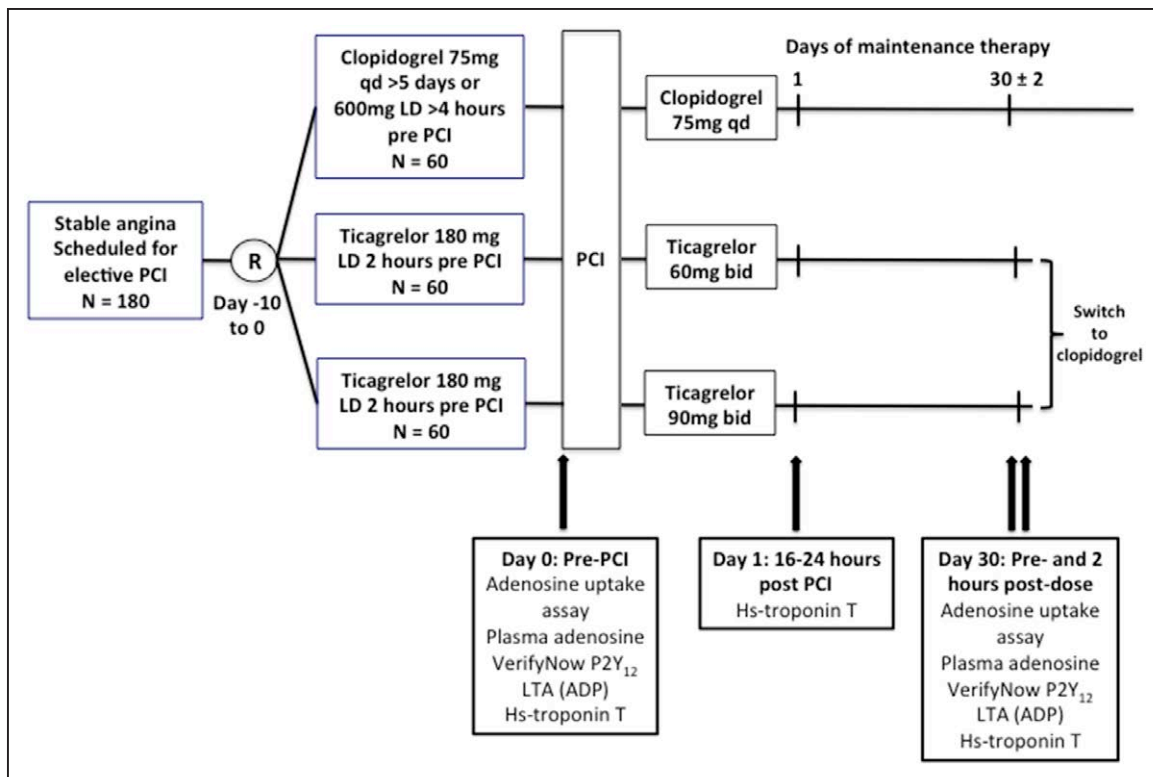 Clopidogrel 75mg
qd >5 days or
600mg LD >4 hours
pre PCI
N = 60
Days of maintenance therapy
1
30 ± 2
Clopidogrel
75mg qd
Stable angina
Scheduled for
elective PCI
N = 180
R
Day -10
to 0
Ticagrelor 180 mg
LD 2 hours pre PCI
N = 60
PCI
Ticagrelor
60mg bid
Switch
to
clopidogrel
Ticagrelor 180 mg
LD 2 hours pre PCI
N = 60
Ticagrelor
90mg bid
Day 0: Pre-PCI
Adenosine uptake
assay
Plasma adenosine
VerifyNow P2Y₁₂
LTA (ADP)
Hs-troponin T
Day 1: 16-24 hours
post PCI
Hs-troponin T
Day 30: Pre- and 2
hours post-dose
Adenosine uptake
assay
Plasma adenosine
VerifyNow P2Y₁₂
LTA (ADP)
Hs-troponin T